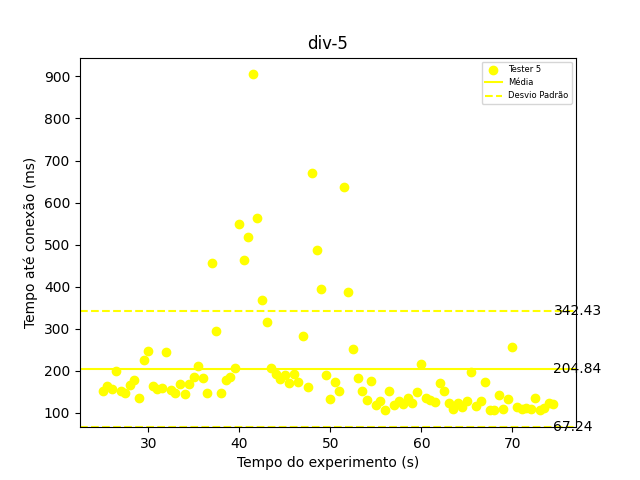 div-5
Tester 5
Média
Desvio Padrão
Tempo até conexão (ms)
900
800
700
600
500
400
300
200
100
342.43
204.84
67.24
30 40 50 60 70
Tempo do experimento (s)